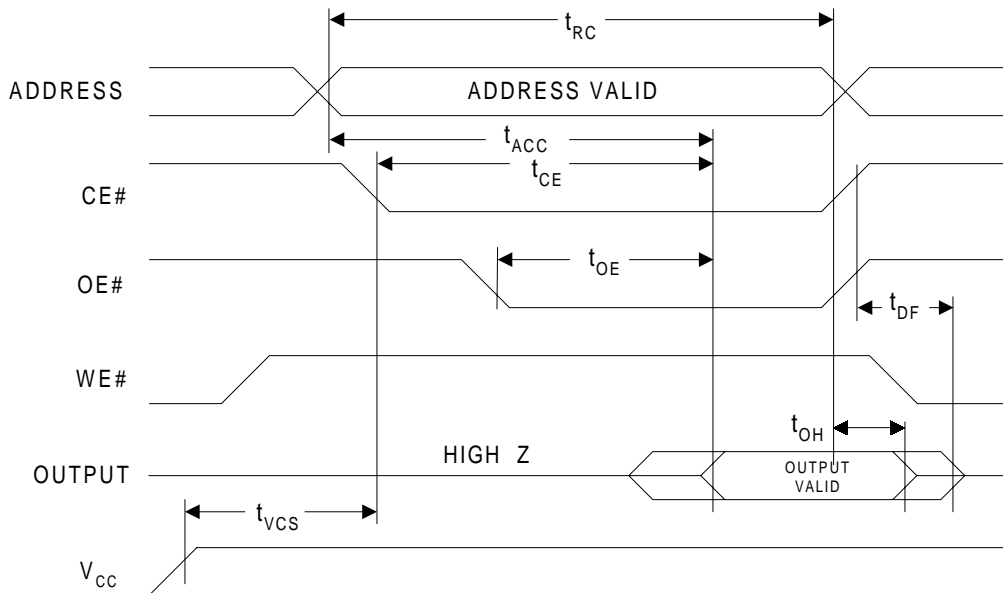 tRC
ADDRESS
ADDRESS VALID
tACC
tCE
CE#
tOE
OE#
tDF
WE#
tOH
HIGH Z
OUTPUT
OUTPUT
VALID
tVCS
VCC